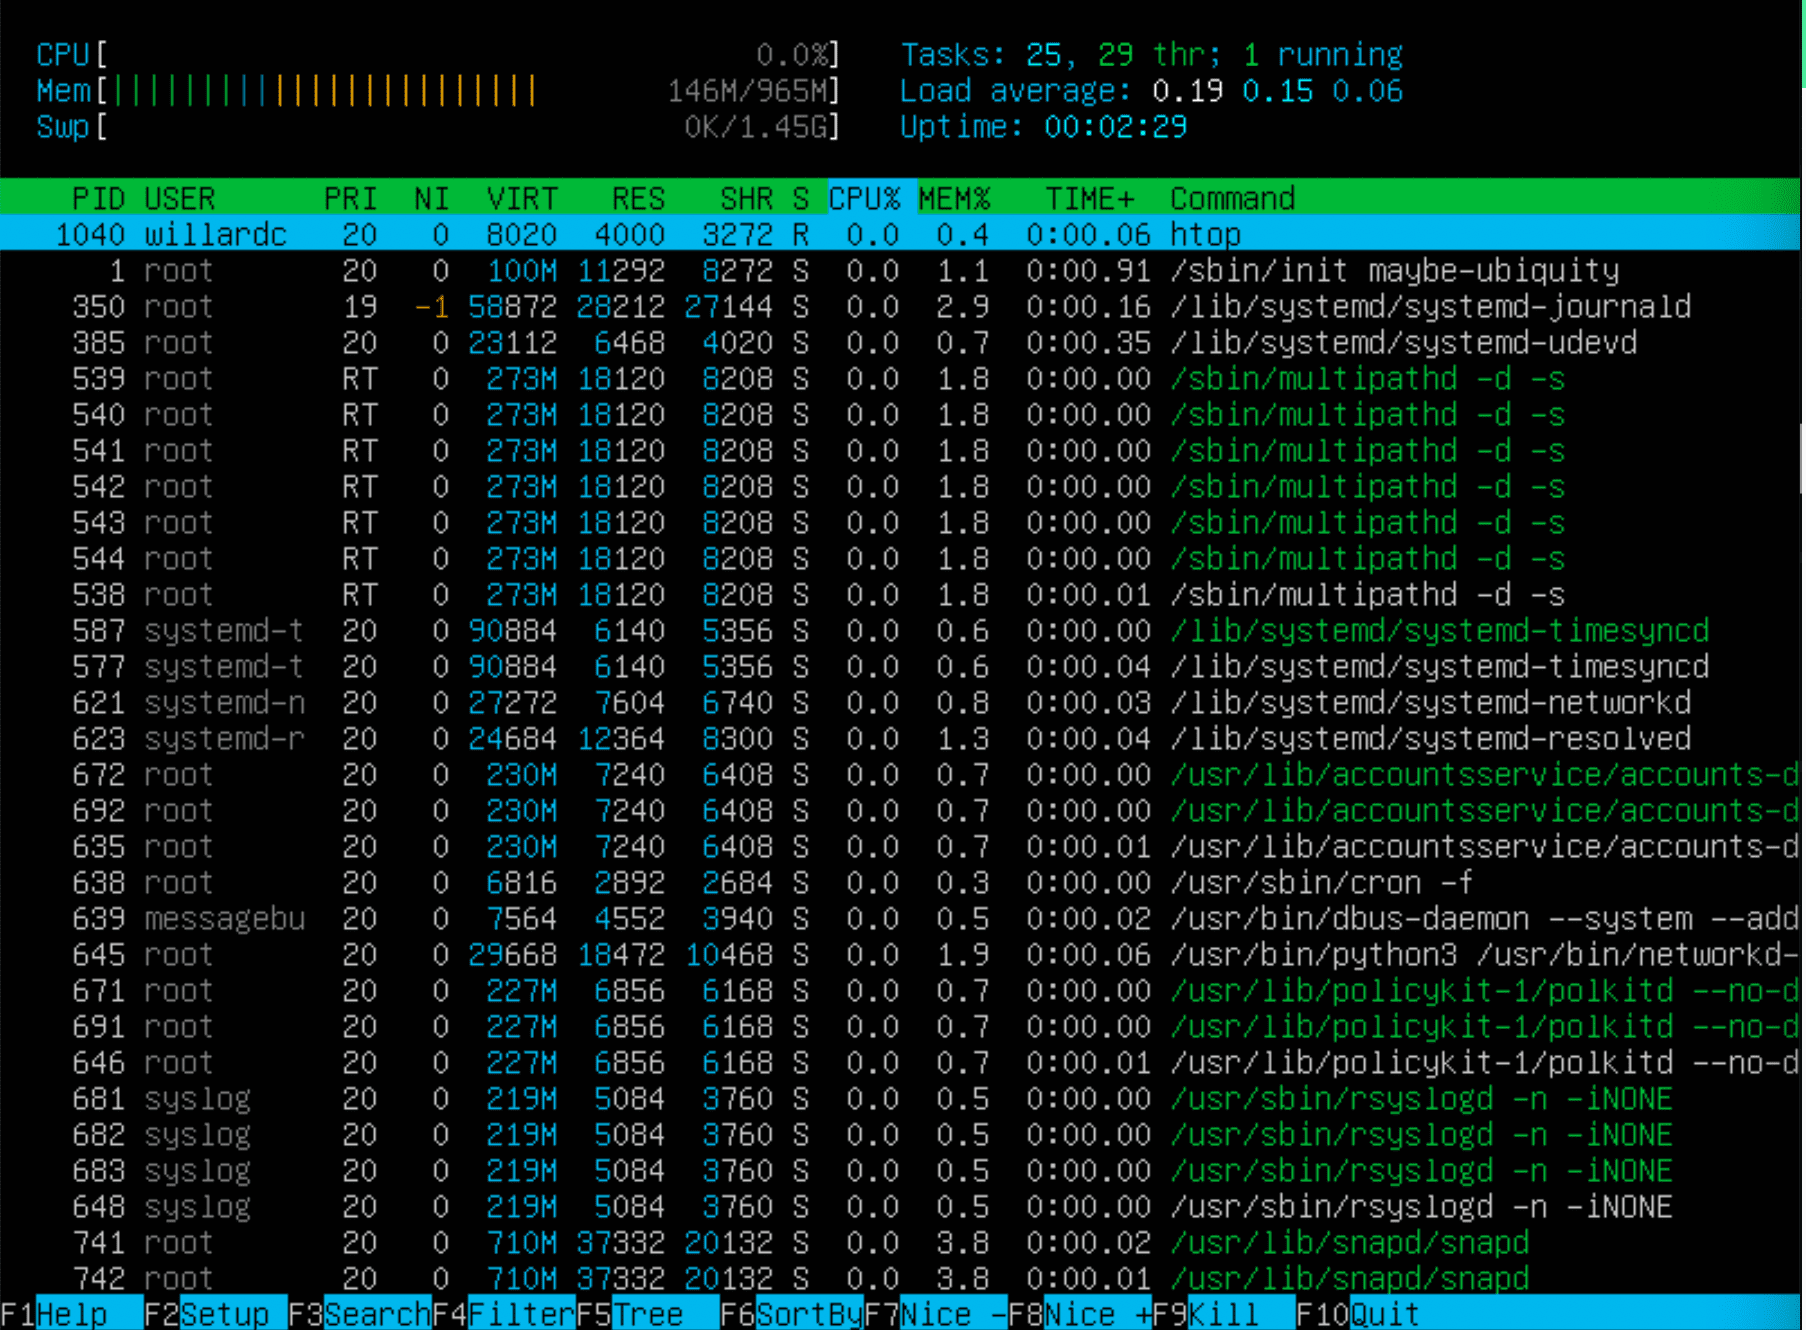 CPU[ 0.0%] Tasks: 25, 29 thr; 1 running
Mem[||||||||||||||||||||||||||| 146M/965M] Load average: 0.19 0.15 0.06
Swp[ 0K/1.45G] Uptime: 00:02:29
PID USER PRI NI VIRT RES SHR S CPU% MEM% TIME+ Command
1040 willardc 20 0 8020 4000 3272 R 0.0 0.4 0:00.06 htop
1 root 20 0 100M 11292 8272 S 0.0 1.1 0:00.91 /sbin/init maybe-ubiquity
350 root 19 -1 58872 28212 27144 S 0.0 2.9 0:00.16 /lib/systemd/systemd-journald
385 root 20 0 23112 6468 4020 S 0.0 0.7 0:00.35 /lib/systemd/systemd-udevd
539 root RT 0 273M 18120 8208 S 0.0 1.8 0:00.00 /sbin/multipathd -d -s
540 root RT 0 273M 18120 8208 S 0.0 1.8 0:00.00 /sbin/multipathd -d -s
541 root RT 0 273M 18120 8208 S 0.0 1.8 0:00.00 /sbin/multipathd -d -s
542 root RT 0 273M 18120 8208 S 0.0 1.8 0:00.00 /sbin/multipathd -d -s
543 root RT 0 273M 18120 8208 S 0.0 1.8 0:00.00 /sbin/multipathd -d -s
544 root RT 0 273M 18120 8208 S 0.0 1.8 0:00.00 /sbin/multipathd -d -s
538 root RT 0 273M 18120 8208 S 0.0 1.8 0:00.01 /sbin/multipathd -d -s
587 systemd-t 20 0 90884 6140 5356 S 0.0 0.6 0:00.00 /lib/systemd/systemd-timesyncd
577 systemd-t 20 0 90884 6140 5356 S 0.0 0.6 0:00.04 /lib/systemd/systemd-timesyncd
621 systemd-n 20 0 27272 7604 6740 S 0.0 0.8 0:00.03 /lib/systemd/systemd-networkd
623 systemd-r 20 0 24684 12364 8300 S 0.0 1.3 0:00.04 /lib/systemd/systemd-resolved
672 root 20 0 230M 7240 6408 S 0.0 0.7 0:00.00 /usr/lib/accountsservice/accounts-d
692 root 20 0 230M 7240 6408 S 0.0 0.7 0:00.00 /usr/lib/accountsservice/accounts-d
635 root 20 0 230M 7240 6408 S 0.0 0.7 0:00.01 /usr/lib/accountsservice/accounts-d
638 root 20 0 6816 2892 2684 S 0.0 0.3 0:00.00 /usr/sbin/cron -f
639 messagebu 20 0 7564 4552 3940 S 0.0 0.5 0:00.02 /usr/bin/dbus-daemon --system --add
645 root 20 0 29668 18472 10468 S 0.0 1.9 0:00.06 /usr/bin/python3 /usr/bin/networkd-
671 root 20 0 227M 6856 6168 S 0.0 0.7 0:00.00 /usr/lib/policykit-1/polkitd --no-d
691 root 20 0 227M 6856 6168 S 0.0 0.7 0:00.00 /usr/lib/policykit-1/polkitd --no-d
646 root 20 0 227M 6856 6168 S 0.0 0.7 0:00.01 /usr/lib/policykit-1/polkitd --no-d
681 syslog 20 0 219M 5084 3760 S 0.0 0.5 0:00.00 /usr/sbin/rsyslogd -n -iNONE
682 syslog 20 0 219M 5084 3760 S 0.0 0.5 0:00.00 /usr/sbin/rsyslogd -n -iNONE
683 syslog 20 0 219M 5084 3760 S 0.0 0.5 0:00.00 /usr/sbin/rsyslogd -n -iNONE
648 syslog 20 0 219M 5084 3760 S 0.0 0.5 0:00.00 /usr/sbin/rsyslogd -n -iNONE
741 root 20 0 710M 37332 20132 S 0.0 3.8 0:00.02 /usr/lib/snapd/snapd
742 root 20 0 710M 37332 20132 S 0.0 3.8 0:00.01 /usr/lib/snapd/snapd
F1Help F2Setup F3SearchF4FilterF5Tree F6SortByF7Nice -F8Nice +F9Kill F10Quit